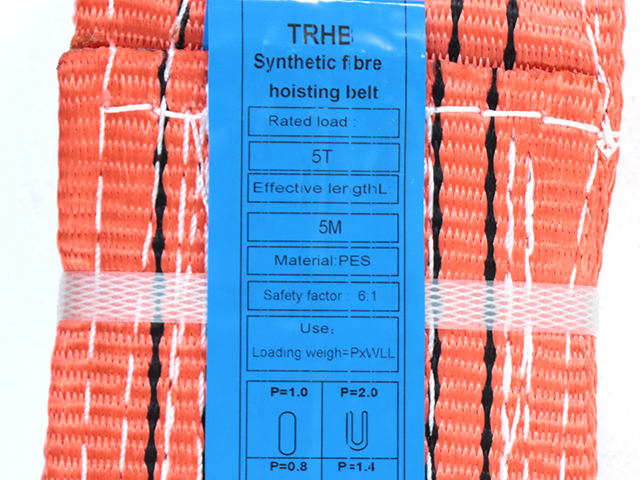 TRHB
Synthetic fibre
hoisting belt
Rated load :
5T
Effective lengthL
5M
Material:PES
Safety factor : 6:1
Use:
Loading weigh=PxWLL
P=1.0 P=2.0
P=0.8 P=1.4